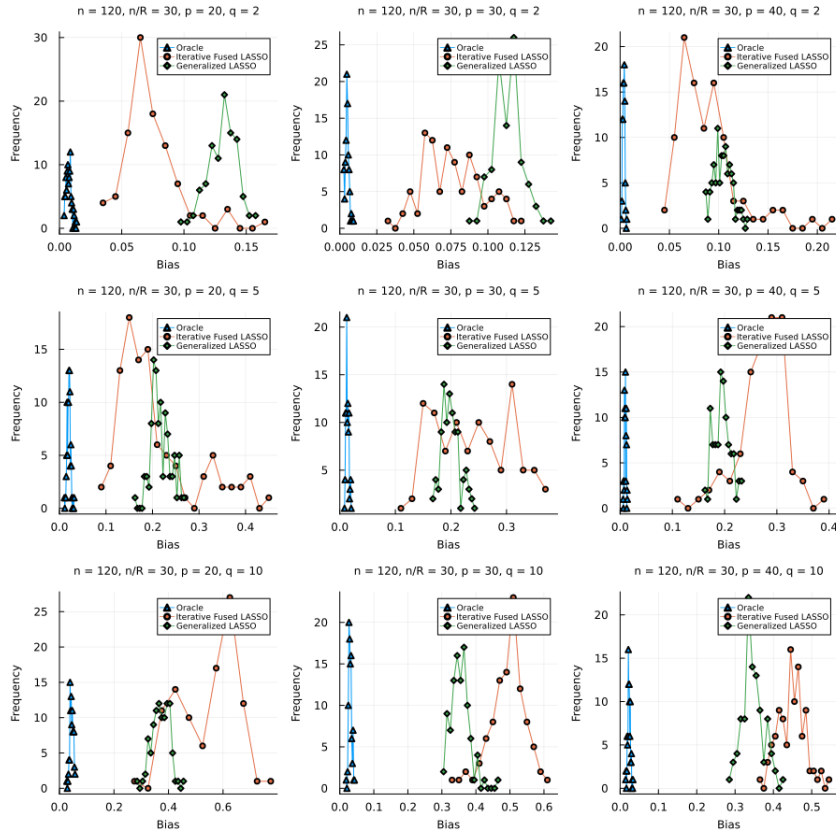 n = 120, n/R = 30, p = 20, q = 2
n = 120, n/R = 30, p = 30, q = 2
n = 120, n/R = 30, p = 40, q = 2
Oracle
Iterative Fused LASSO
Generalized LASSO
Oracle
Iterative Fused LASSO
Generalized LASSO
Oracle
Iterative Fused LASSO
Generalized LASSO
Frequency
30
20
10
0
Frequency
25
20
15
10
5
0
Frequency
20
15
10
5
0
0.00 0.05 0.10 0.15
0.000 0.025 0.050 0.075 0.100 0.125
0.00 0.05 0.10 0.15 0.20
Bias
Bias
Bias
n = 120, n/R = 30, p = 20, q = 5
n = 120, n/R = 30, p = 30, q = 5
n = 120, n/R = 30, p = 40, q = 5
Oracle
Iterative Fused LASSO
Generalized LASSO
Oracle
Iterative Fused LASSO
Generalized LASSO
Oracle
Iterative Fused LASSO
Generalized LASSO
Frequency
15
10
5
0
Frequency
20
15
10
5
Frequency
20
15
10
5
0
0.0 0.1 0.2 0.3 0.4
0.0 0.1 0.2 0.3
0.0 0.1 0.2 0.3 0.4
Bias
Bias
Bias
n = 120, n/R = 30, p = 20, q = 10
n = 120, n/R = 30, p = 30, q = 10
n = 120, n/R = 30, p = 40, q = 10
Oracle
Iterative Fused LASSO
Generalized LASSO
Oracle
Iterative Fused LASSO
Generalized LASSO
Oracle
Iterative Fused LASSO
Generalized LASSO
Frequency
25
20
15
10
5
0
Frequency
20
15
10
5
0
Frequency
20
15
10
5
0
0.0 0.2 0.4 0.6
0.0 0.1 0.2 0.3 0.4 0.5 0.6
0.0 0.1 0.2 0.3 0.4 0.5
Bias
Bias
Bias